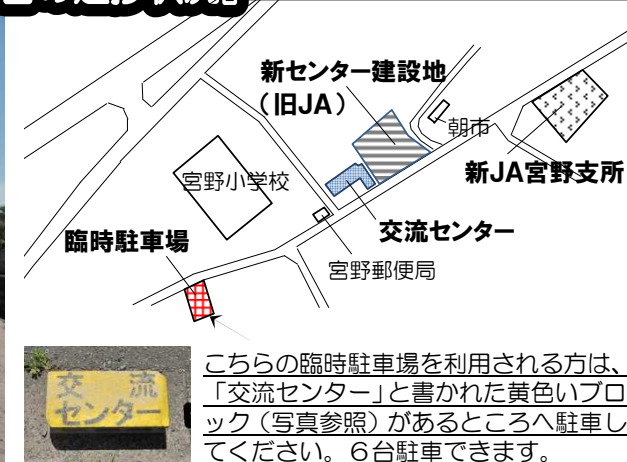 新センター建設地
（旧JA）
朝市
宮野小学校
新JA宮野支所
交流センター
臨時駐車場
宮野郵便局
交流
センター
こちらの臨時駐車場を利用される方は、
「交流センター」と書かれた黄色いブロ
ック（写真参照）があるところへ駐車し
てください。６台駐車できます。